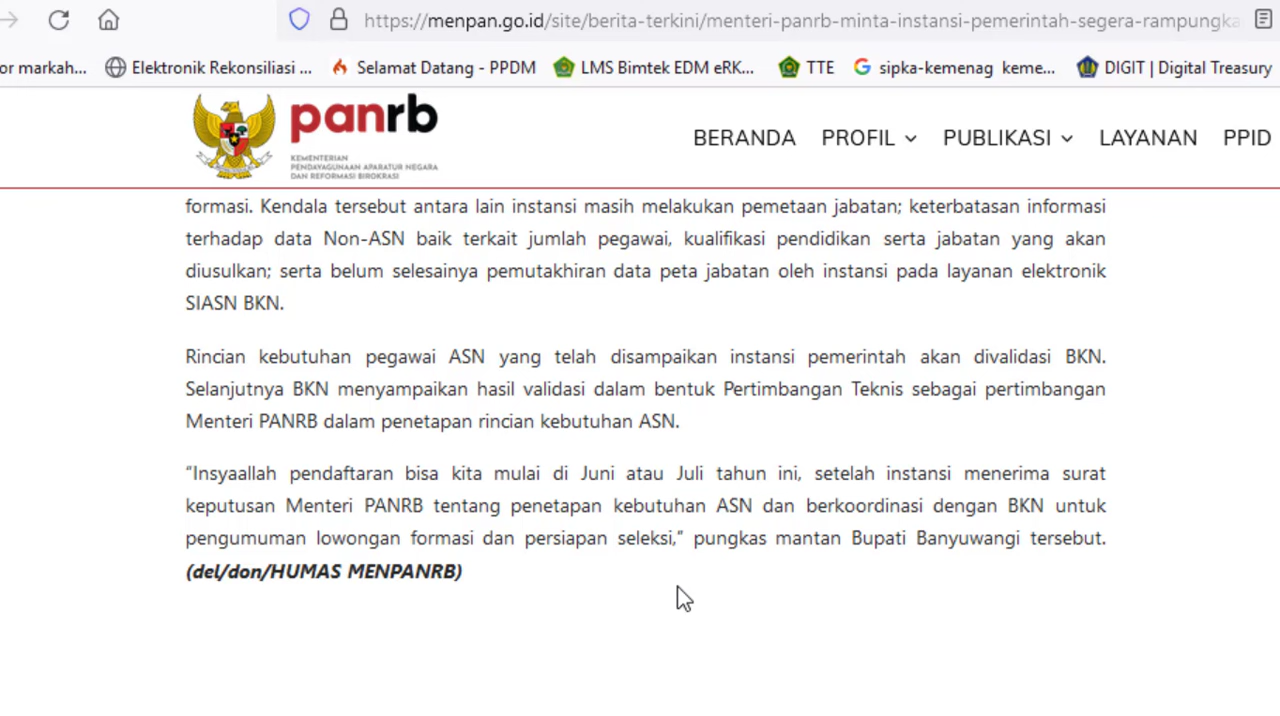 https://menpan.go.id/site/berita-terkini/menteri-panrb-minta-instansi-pemerintah-segera-rampungka
or markah... Elektronik Rekonsiliasi ... Selamat Datang - PPDM LMS Bimtek EDM eRK... TTE sipka-kemenag keme... DIGIT | Digital Treasury
panrb
KEMENTERIAN
PENDAYAGUNAAN APARATUR NEGARA
DAN REFORMASI BIROKRASI
BERANDA PROFIL PUBLIKASI LAYANAN PPID
formasi. Kendala tersebut antara lain instansi masih melakukan pemetaan jabatan; keterbatasan informasi
terhadap data Non-ASN baik terkait jumlah pegawai, kualifikasi pendidikan serta jabatan yang akan
diusulkan; serta belum selesainya pemutakhiran data peta jabatan oleh instansi pada layanan elektronik
SIASN BKN.
Rincian kebutuhan pegawai ASN yang telah disampaikan instansi pemerintah akan divalidasi BKN.
Selanjutnya BKN menyampaikan hasil validasi dalam bentuk Pertimbangan Teknis sebagai pertimbangan
Menteri PANRB dalam penetapan rincian kebutuhan ASN.
“Insyaallah pendaftaran bisa kita mulai di Juni atau Juli tahun ini, setelah instansi menerima surat
keputusan Menteri PANRB tentang penetapan kebutuhan ASN dan berkoordinasi dengan BKN untuk
pengumuman lowongan formasi dan persiapan seleksi,” pungkas mantan Bupati Banyuwangi tersebut.
(del/don/HUMAS MENPANRB)